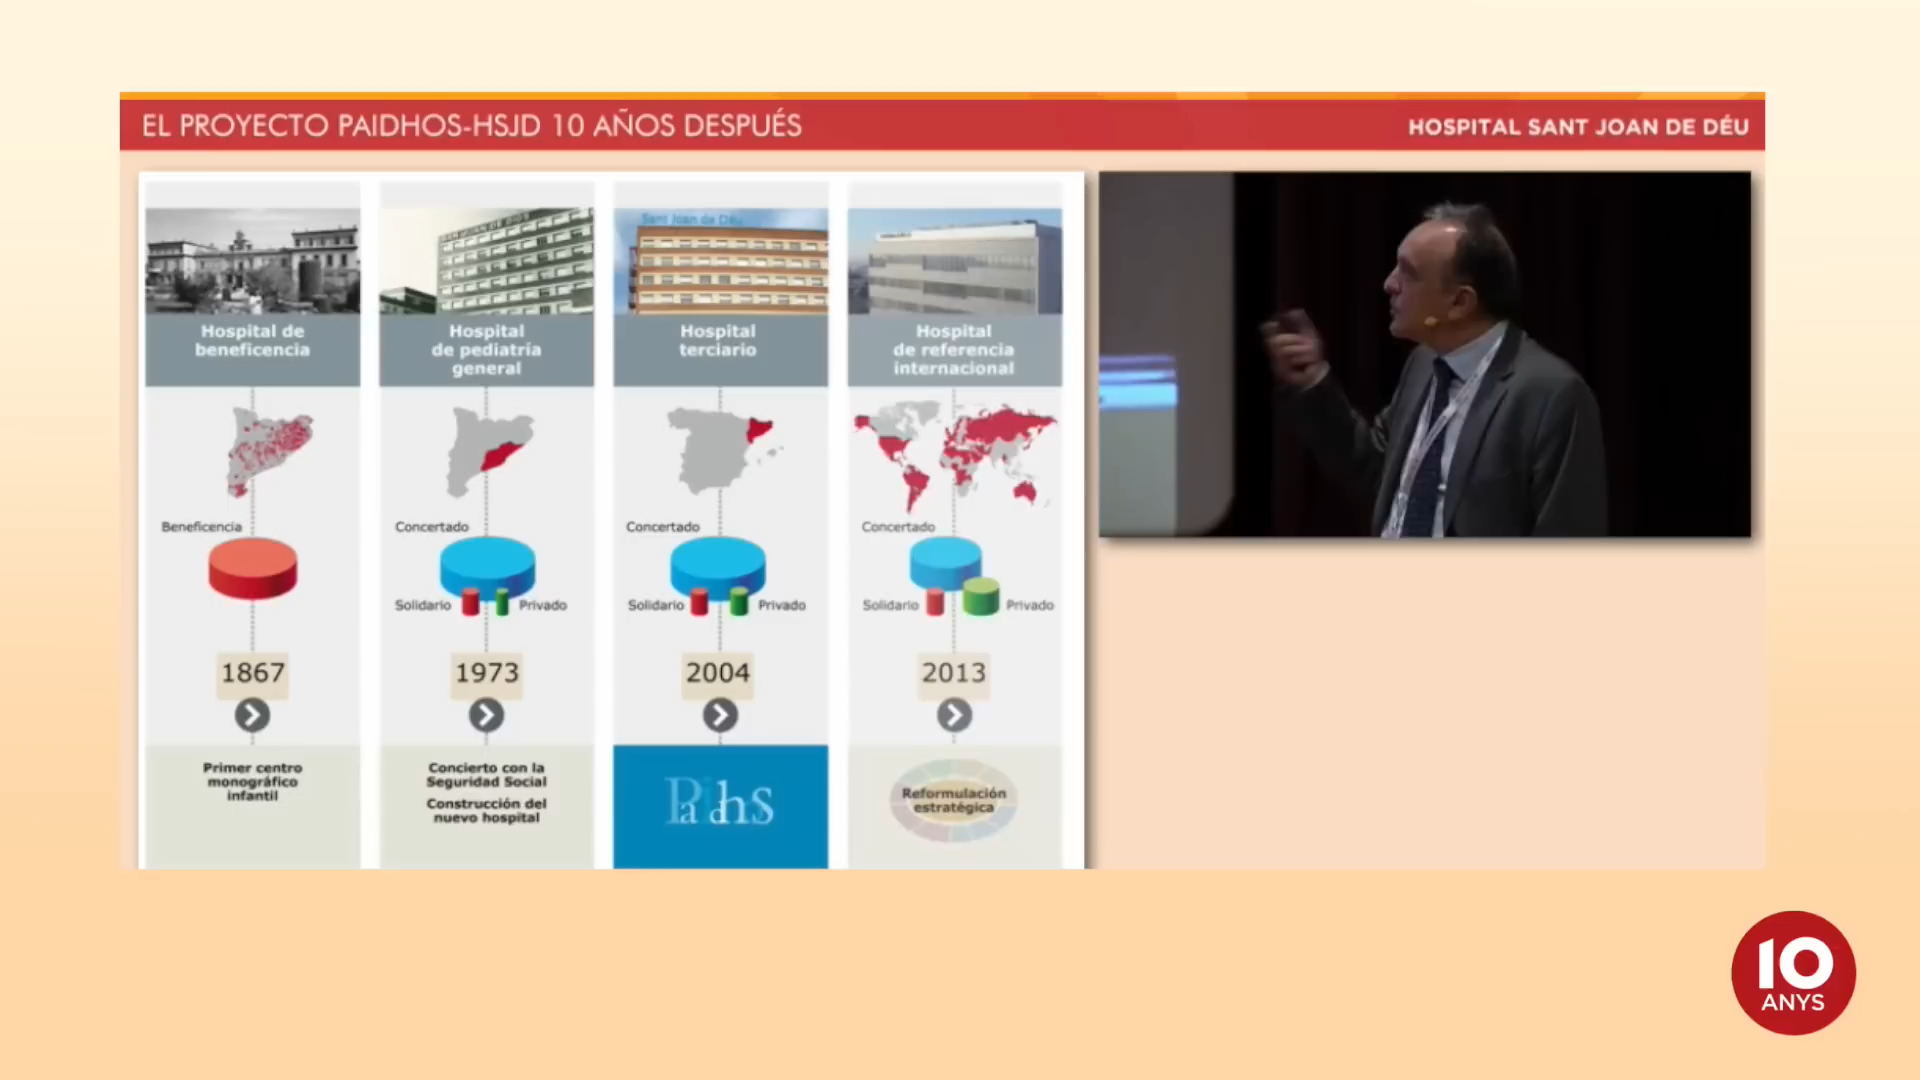 EL PROYECTO PAIDHOS-HSJD 10 AÑOS DESPUÉS
HOSPITAL SANT JOAN DE DÉU
Sant Joan de Déu
Hospital de
beneficencia
Beneficencia
1867
Primer centro
monográfico
infantil
Hospital
de pediatría
general
Concertado
Solidario
Privado
1973
Concierto con la
Seguridad Social
Construcción del
nuevo hospital
Hospital
terciario
Concertado
Solidario
Privado
2004
Paidhos
Hospital
de referencia
internacional
Concertado
Solidario
Privado
2013
Reformulación
estratégica
10
ANYS